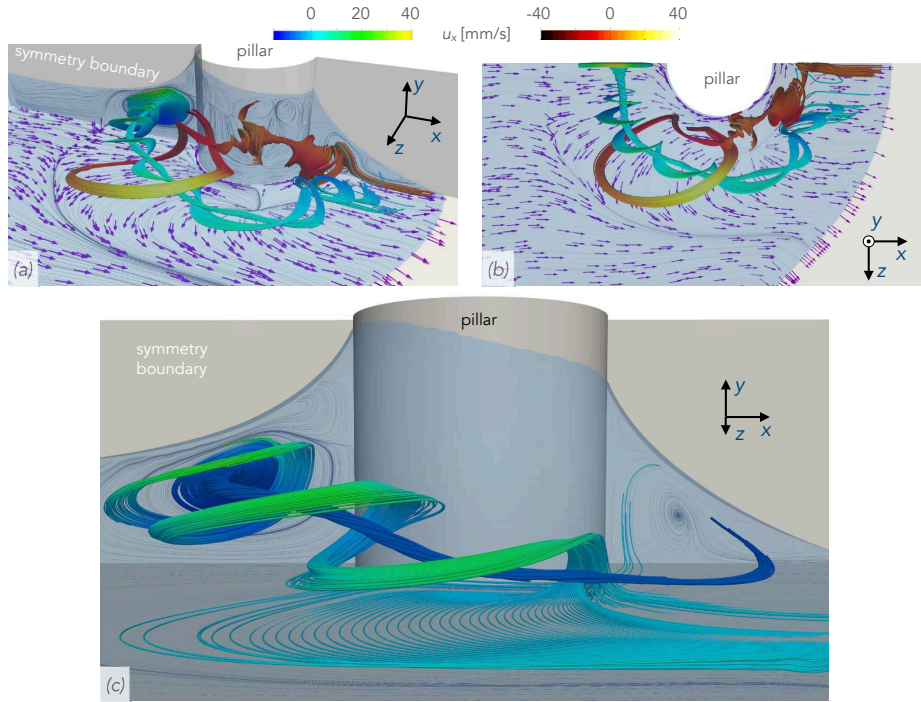 0 20 40
u_x [mm/s]
-40 0 40
symmetry boundary
pillar
y
x
z
(a)
pillar
y
x
z
(b)
pillar
symmetry
boundary
y
z x
(c)